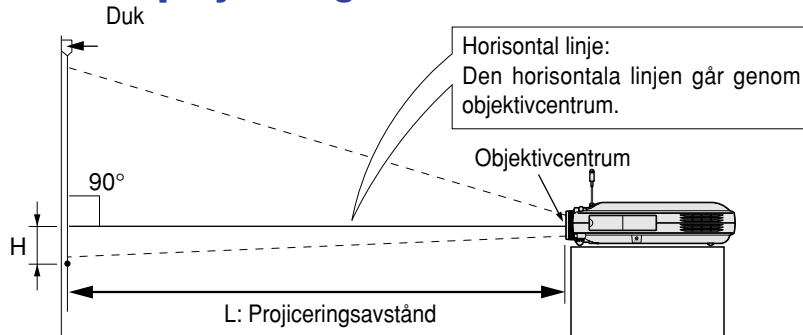 Duk
Horisontal linje:
Den horisontala linjen går genom
objektivcentrum.
Objektivcentrum
90°
H
L: Projiceringsavstånd